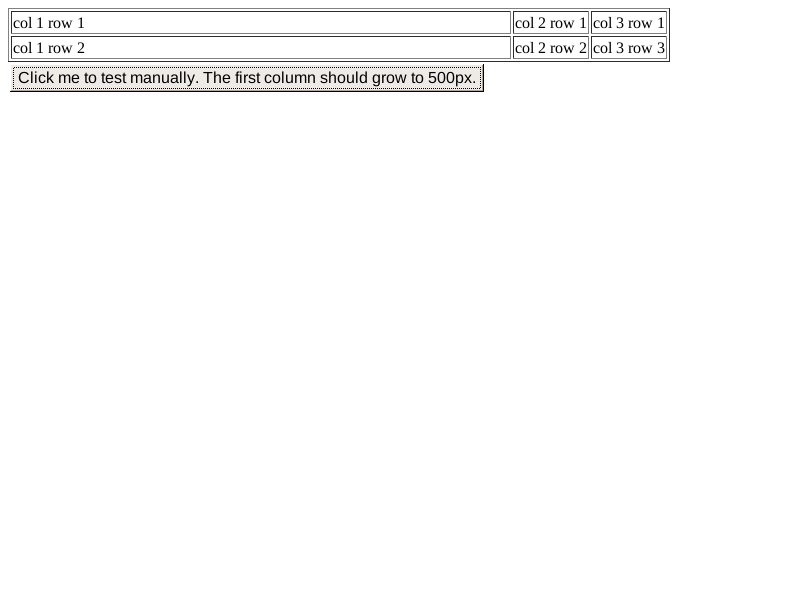 col 1 row 1 col 2 row 1 col 3 row 1
col 1 row 2 col 2 row 2 col 3 row 3
Click me to test manually. The first column should grow to 500px.